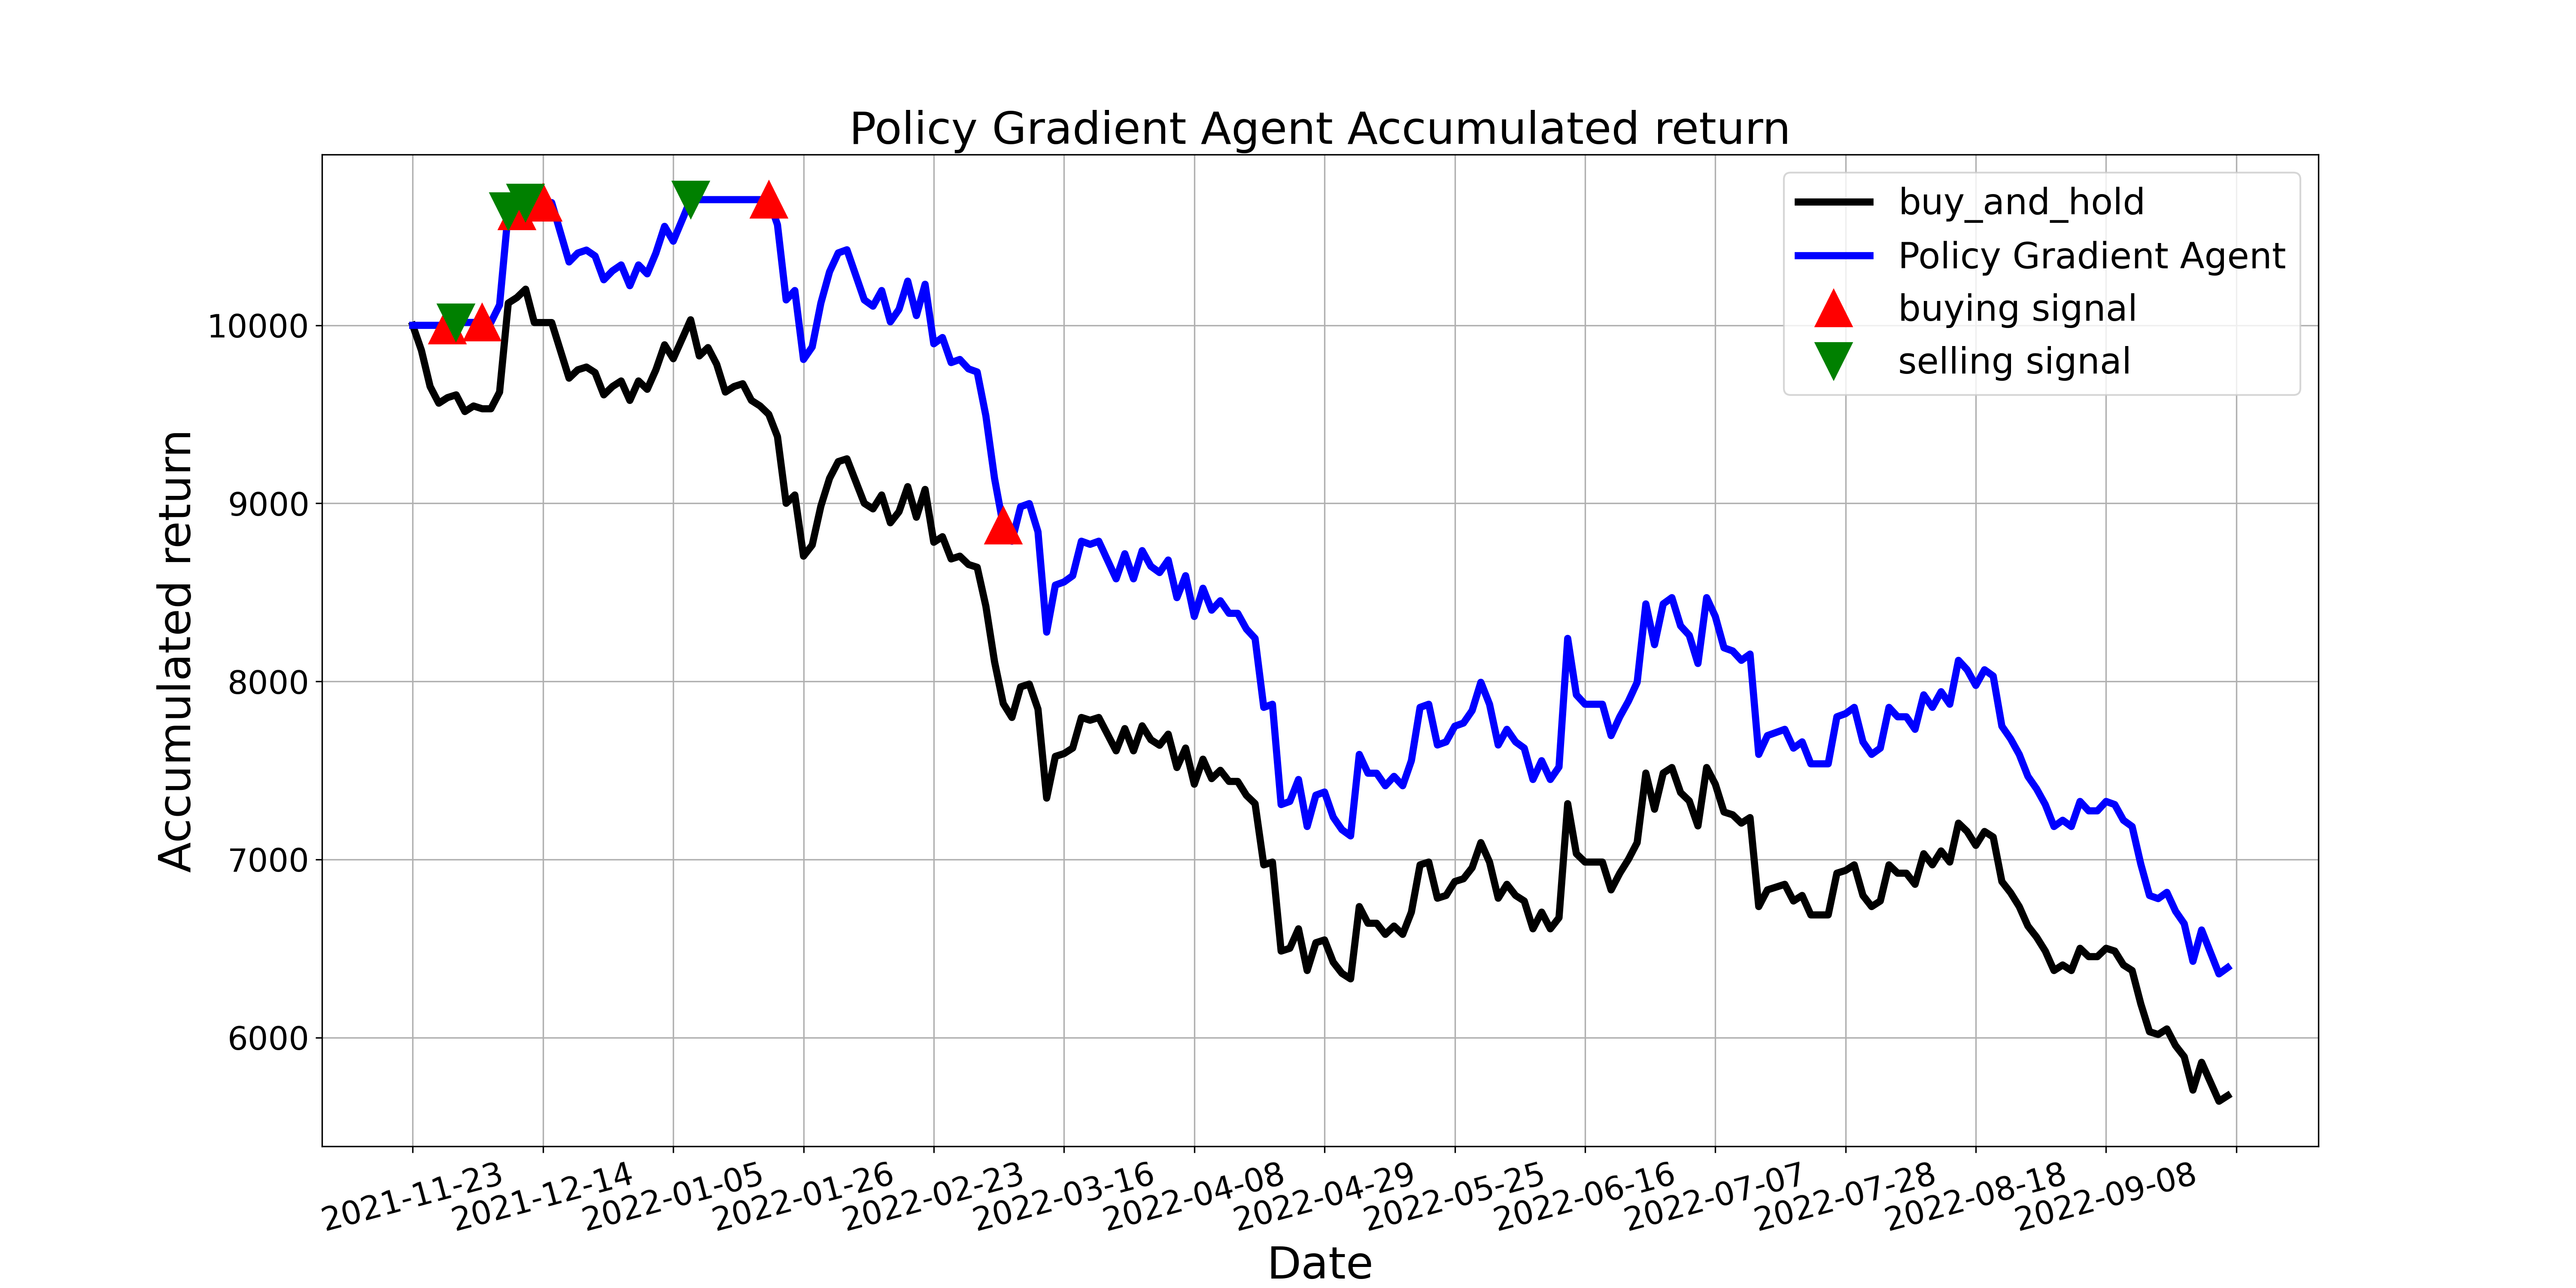 Policy Gradient Agent Accumulated return
buy_and_hold
Policy Gradient Agent
buying signal
selling signal
Accumulated return
10000
9000
8000
7000
6000
2021-11-23
2021-12-14
2022-01-05
2022-01-26
2022-02-23
2022-03-16
2022-04-08
2022-04-29
2022-05-25
2022-06-16
2022-07-07
2022-07-28
2022-08-18
2022-09-08
Date